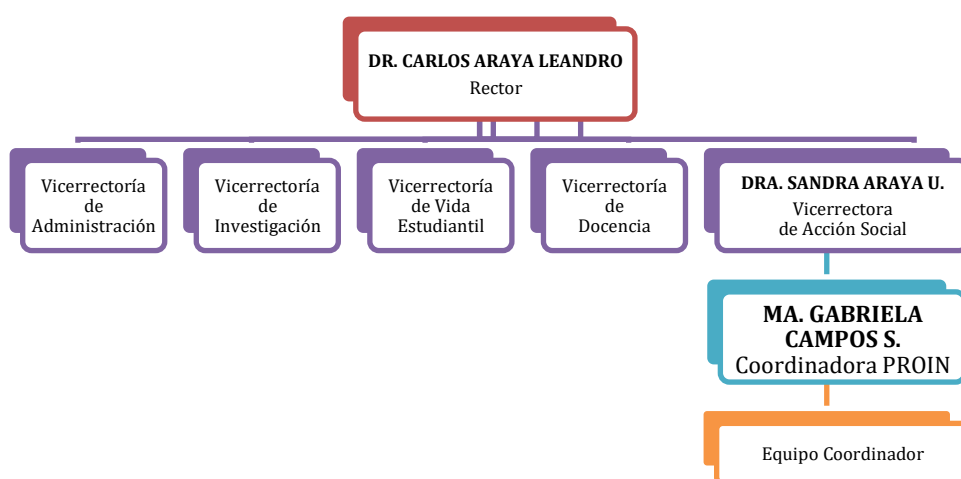 DR. CARLOS ARAYA LEANDRO
Rector
Vicerrectoría
de
Administración
Vicerrectoría
de
Investigación
Vicerrectoría
de Vida
Estudiantil
Vicerrectoría
de
Docencia
DRA. SANDRA ARAYA U.
Vicerrectora
de Acción Social
MA. GABRIELA
CAMPOS S.
Coordinadora PROIN
Equipo Coordinador